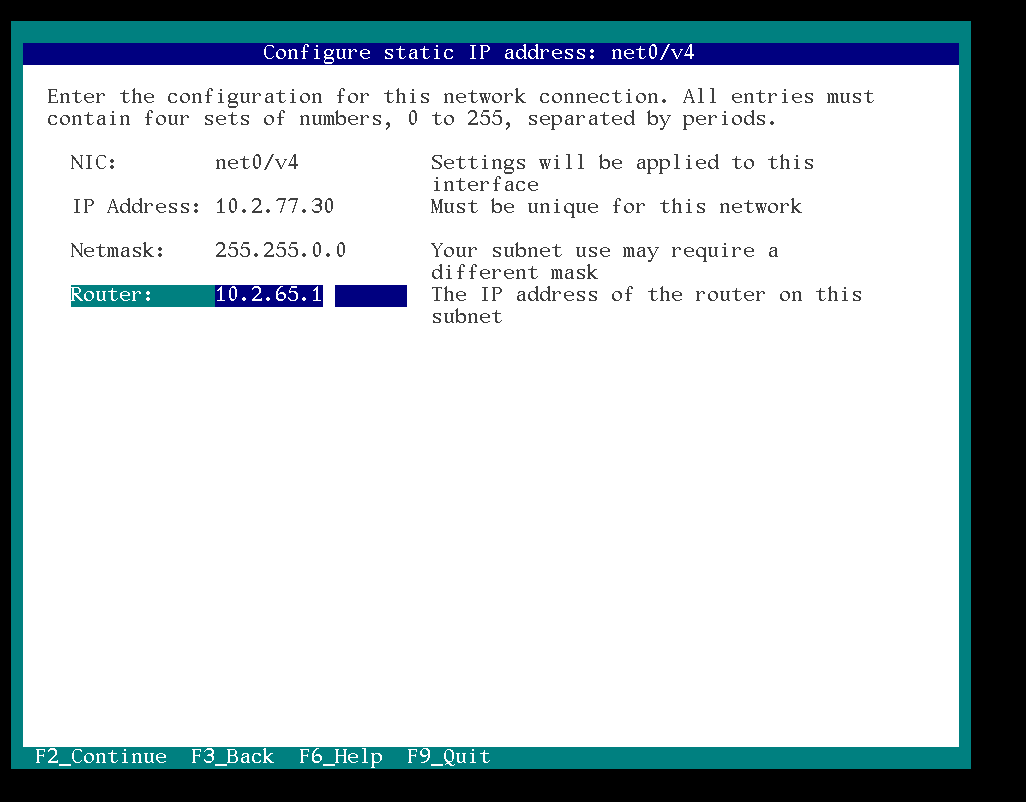 Configure static IP address: net0/v4
Enter the configuration for this network connection. All entries must
contain four sets of numbers, 0 to 255, separated by periods.
NIC: net0/v4 Settings will be applied to this
interface
IP Address: 10.2.77.30 Must be unique for this network
Netmask: 255.255.0.0 Your subnet use may require a
different mask
Router: 10.2.65.1 The IP address of the router on this
subnet
F2_Continue F3_Back F6_Help F9_Quit